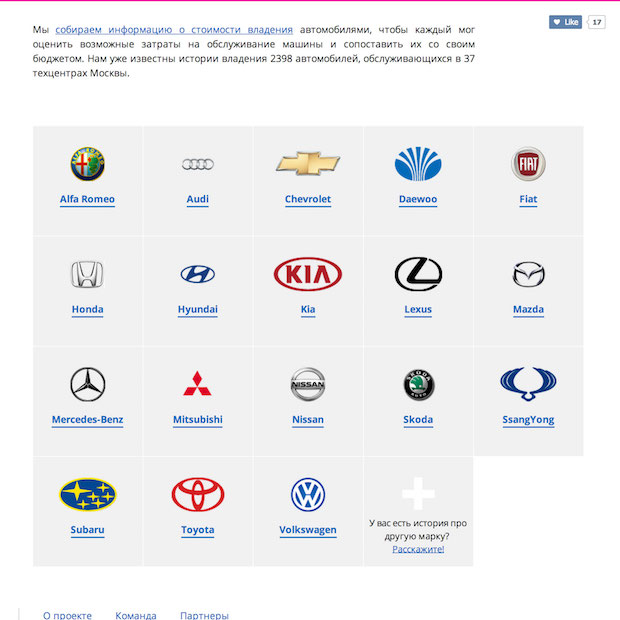 Мы собираем информацию о стоимости владения автомобилями, чтобы каждый мог
оценить возможные затраты на обслуживание машины и сопоставить их со своим
бюджетом. Нам уже известны истории владения 2398 автомобилей, обслуживающихся в 37
техцентрах Москвы.
Like 17
Alfa Romeo
Audi
Chevrolet
Daewoo
FIAT
Fiat
Honda
Hyundai
KIA
Kia
Lexus
Mazda
Mercedes-Benz
Mitsubishi
NISSAN
Nissan
SKODA
AUTO
Skoda
SsangYong
Subaru
Toyota
Volkswagen
У вас есть история про
другую марку?
Расскажите!
О проекте Команда Партнеры